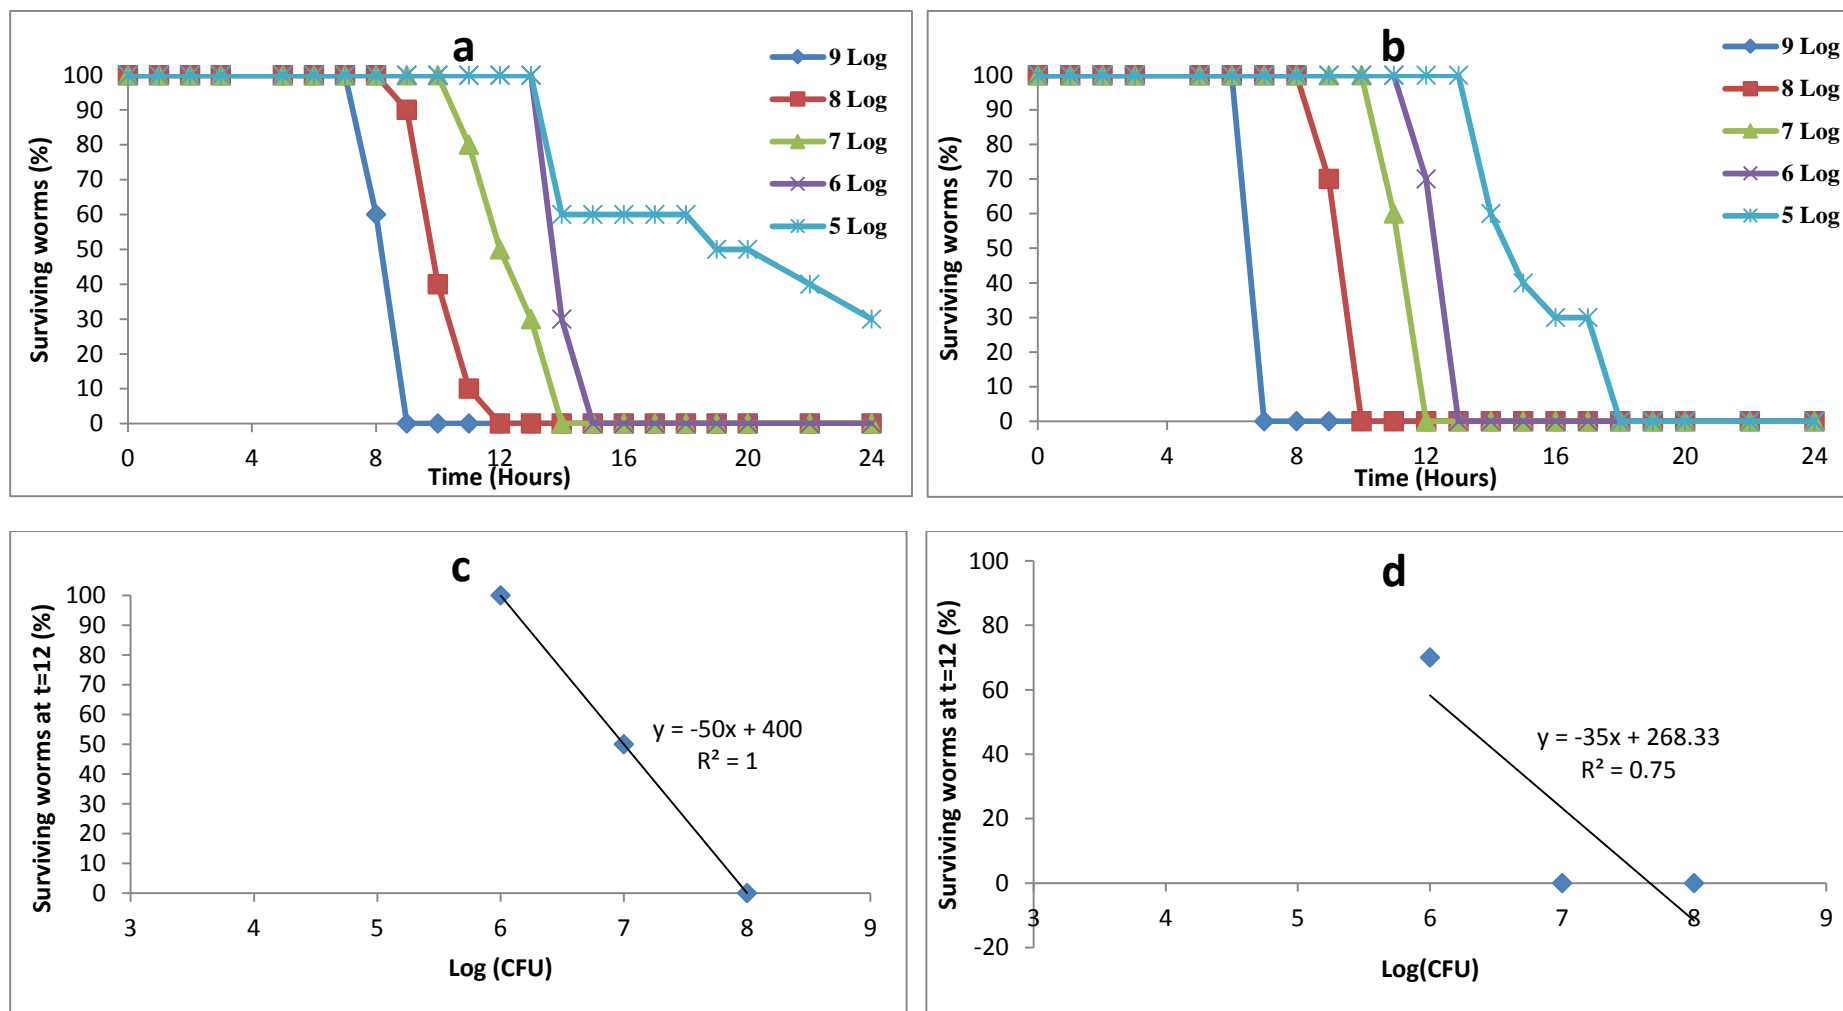 a
9 Log
8 Log
7 Log
6 Log
5 Log
100
90
80
70
60
50
40
30
20
10
0
Surviving worms (%)
0 4 8 12 16 20 24
Time (Hours)
b
9 Log
8 Log
7 Log
6 Log
5 Log
100
90
80
70
60
50
40
30
20
10
0
Surviving worms (%)
0 4 8 12 16 20 24
Time (Hours)
c
100
90
80
70
60
50
40
30
20
10
0
Surviving worms at t=12 (%)
y = -50x + 400
R² = 1
3 4 5 6 7 8 9
Log (CFU)
d
100
80
60
40
20
0
-20
Surviving worms at t=12 (%)
y = -35x + 268.33
R² = 0.75
3 4 5 6 7 8 9
Log(CFU)